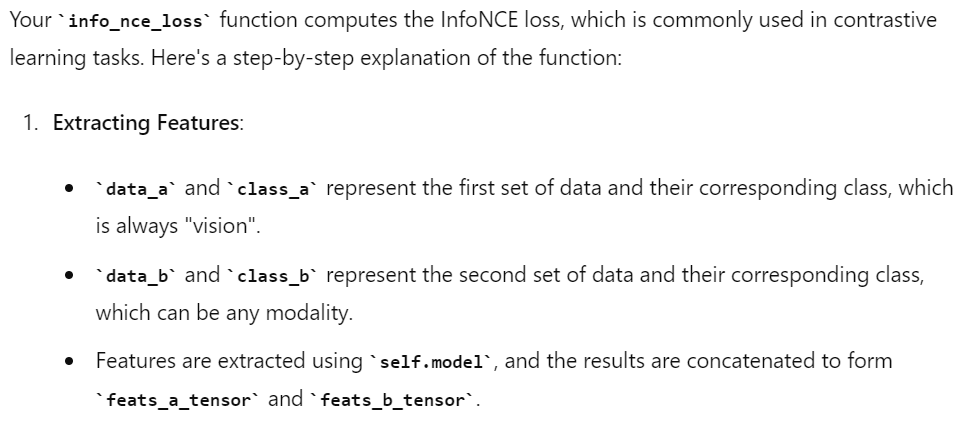 Your `info_nce_loss` function computes the InfoNCE loss, which is commonly used in contrastive
learning tasks. Here's a step-by-step explanation of the function:
1. Extracting Features:
• `data_a` and `class_a` represent the first set of data and their corresponding class, which
is always "vision".
• `data_b` and `class_b` represent the second set of data and their corresponding class,
which can be any modality.
• Features are extracted using `self.model`, and the results are concatenated to form
`feats_a_tensor` and `feats_b_tensor`.